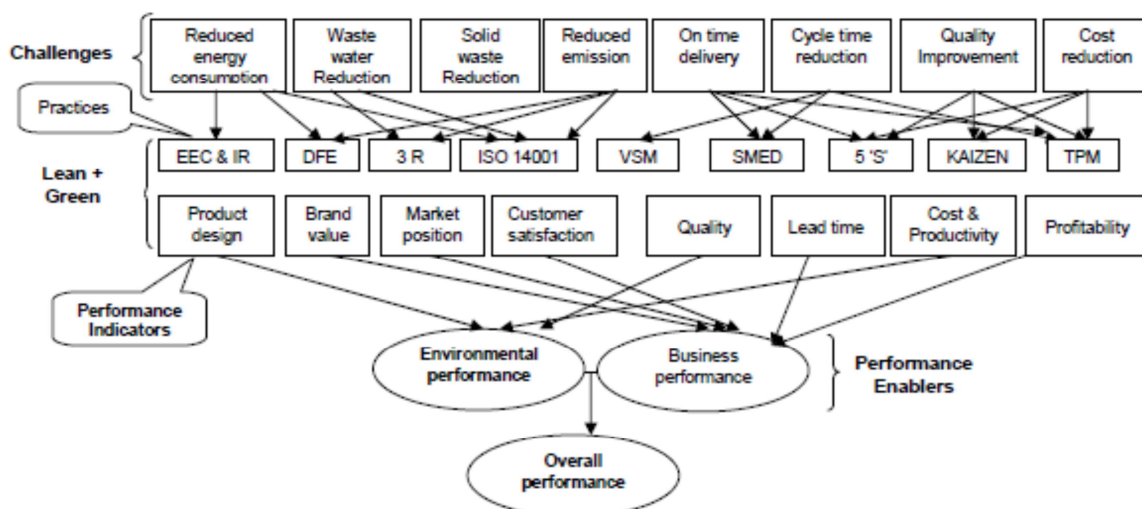 Challenges
Reduced
energy
consumption
Waste
water
Reduction
Solid
waste
Reduction
Reduced
emission
On time
delivery
Cycle time
reduction
Quality
Improvement
Cost
reduction
Practices
EEC & IR
DFE
3 R
ISO 14001
VSM
SMED
5 'S'
KAIZEN
TPM
Lean +
Green
Product
design
Brand
value
Market
position
Customer
satisfaction
Quality
Lead time
Cost &
Productivity
Profitability
Performance
Indicators
Environmental
performance
Business
performance
Performance
Enablers
Overall
performance